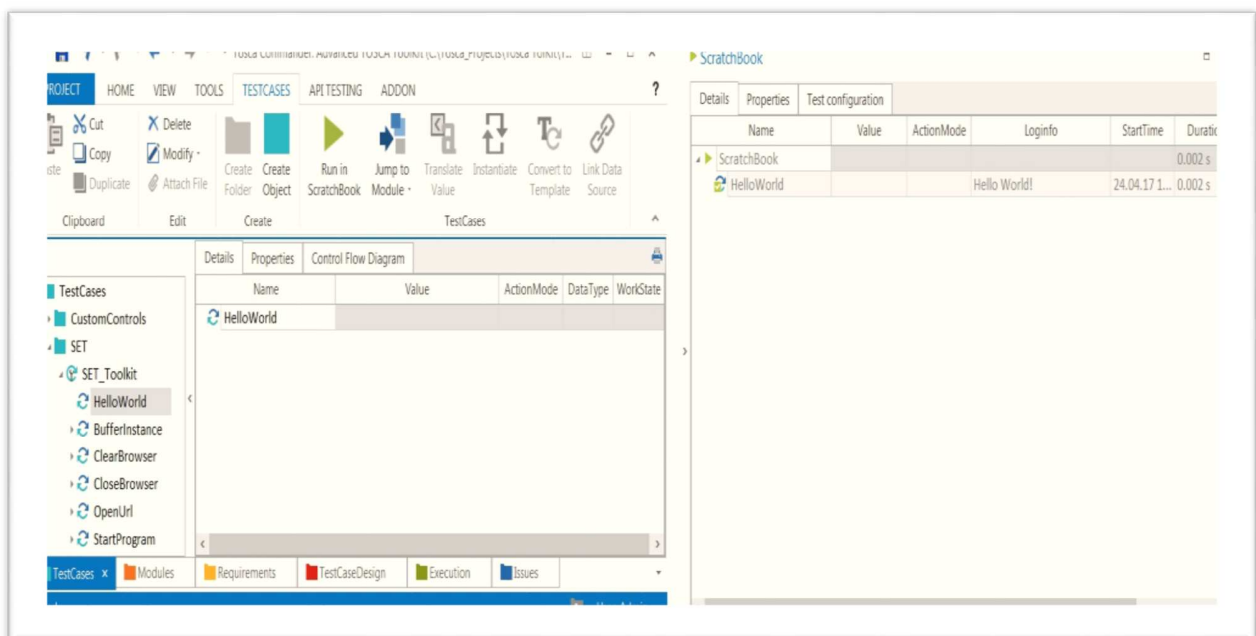 Tosca Commander: Advanced TOSCA Toolkit (C:\Tosca_Projects\Tosca Tolkit\T...
ScratchBook
PROJECT HOME VIEW TOOLS TESTCASES API TESTING ADDON ?
Cut
Copy
Duplicate
Clipboard
Delete
Modify
Attach File
Edit
Create Folder
Create Object
Create
Run in ScratchBook
Jump to Module
Translate Value
Instantiate
Convert to Template
Link Data Source
TestCases
Details Properties Control Flow Diagram
Name Value ActionMode DataType WorkState
HelloWorld
TestCases
CustomControls
SET
SET_Toolkit
HelloWorld
BufferInstance
ClearBrowser
CloseBrowser
OpenUrl
StartProgram
TestCases x Modules Requirements TestCaseDesign Execution Issues
Details Properties Test configuration
Name Value ActionMode Loginfo StartTime Duratic
ScratchBook 0.002 s
HelloWorld Hello World! 24.04.17 1... 0.002 s